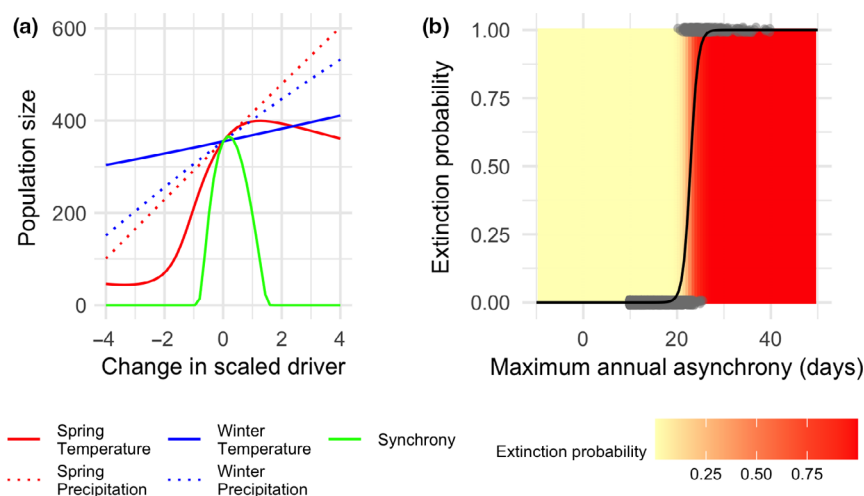 (a)
600
400
200
0
Population size
−4
−2
0
2
4
Change in scaled driver
(b)
1.00
0.75
0.50
0.25
0.00
Extinction probability
0
20
40
Maximum annual asynchrony (days)
Spring
Temperature
Winter
Temperature
Synchrony
Spring
Precipitation
Winter
Precipitation
Extinction probability
0.25
0.50
0.75